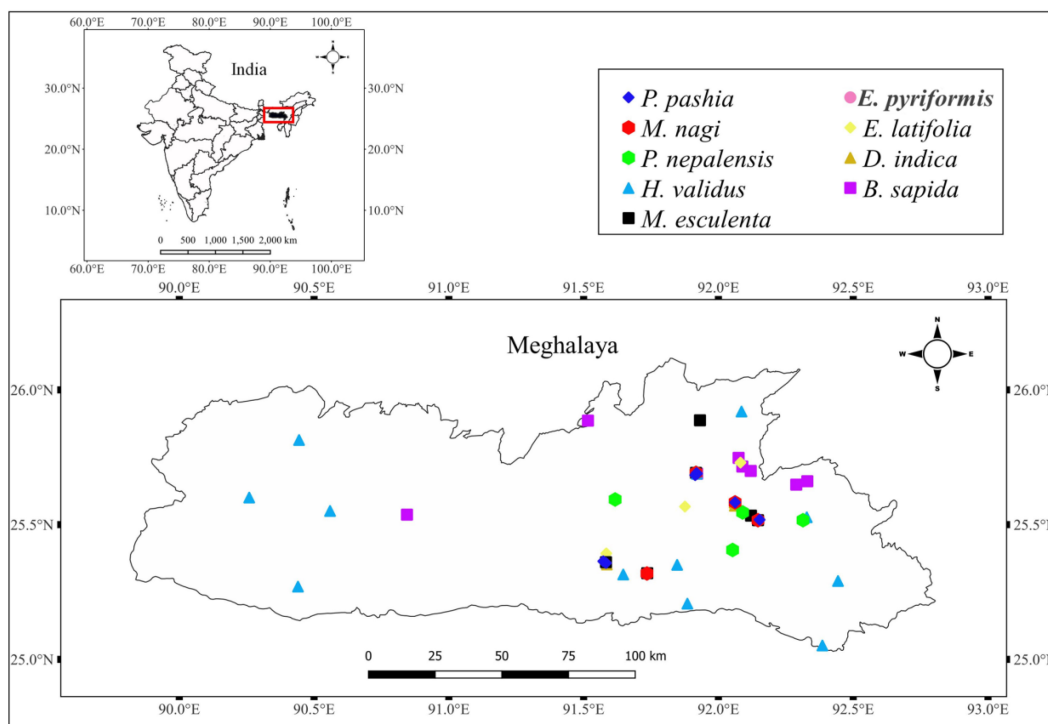 60.0°E 70.0°E 80.0°E 90.0°E 100.0°E
India
30.0°N 30.0°N
20.0°N 20.0°N
10.0°N 10.0°N
0 500 1,000 1,500 2,000 km
60.0°E 70.0°E 80.0°E 90.0°E 100.0°E
P. pashia E. pyriformis
M. nagi E. latifolia
P. nepalensis D. indica
H. validus B. sapida
M. esculenta
90.0°E 90.5°E 91.0°E 91.5°E 92.0°E 92.5°E 93.0°E
Meghalaya
N
W E
S
26.0°N 26.0°N
25.5°N 25.5°N
25.0°N 25.0°N
0 25 50 75 100 km
90.0°E 90.5°E 91.0°E 91.5°E 92.0°E 92.5°E 93.0°E